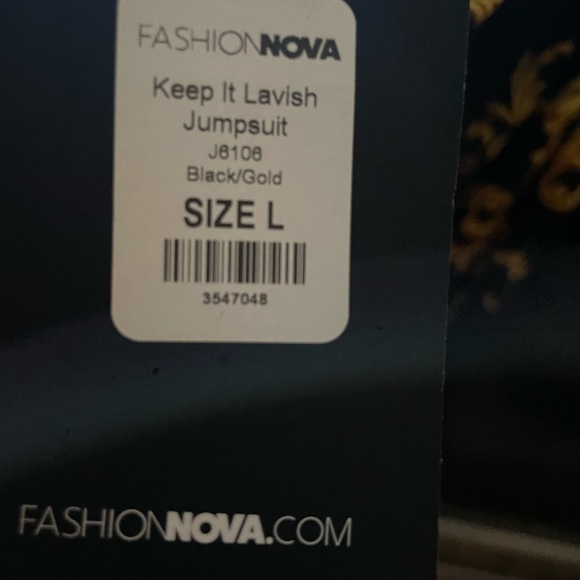 FASHIONNOVA
Keep It Lavish
Jumpsuit
J6106
Black/Gold
SIZE L
3547048
FASHIONNOVA.COM